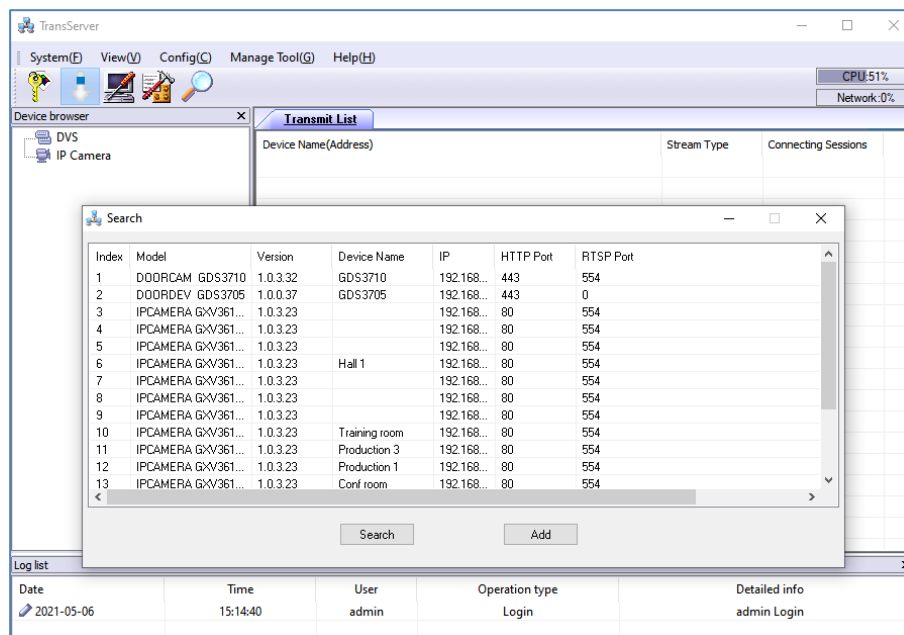 TransServer
System(F) View(V) Config(C) Manage Tool(G) Help(H)
CPU:51%
Network:0%
Device browser
Transmit List
DVS
IP Camera
Device Name(Address) Stream Type Connecting Sessions
Search
Index Model Version Device Name IP HTTP Port RTSP Port
1 DOORCAM GDS3710 1.0.3.32 GDS3710 192.168... 443 554
2 DOORDEV GDS3705 1.0.0.37 GDS3705 192.168... 443 0
3 IPCAMERA GXV361... 1.0.3.23 192.168... 80 554
4 IPCAMERA GXV361... 1.0.3.23 192.168... 80 554
5 IPCAMERA GXV361... 1.0.3.23 192.168... 80 554
6 IPCAMERA GXV361... 1.0.3.23 Hall 1 192.168... 80 554
7 IPCAMERA GXV361... 1.0.3.23 192.168... 80 554
8 IPCAMERA GXV361... 1.0.3.23 192.168... 80 554
9 IPCAMERA GXV361... 1.0.3.23 192.168... 80 554
10 IPCAMERA GXV361... 1.0.3.23 Training room 192.168... 80 554
11 IPCAMERA GXV361... 1.0.3.23 Production 3 192.168... 80 554
12 IPCAMERA GXV361... 1.0.3.23 Production 1 192.168... 80 554
13 IPCAMERA GXV361... 1.0.3.23 Conf room 192.168... 80 554
Search Add
Log list
Date Time User Operation type Detailed info
2021-05-06 15:14:40 admin Login admin Login